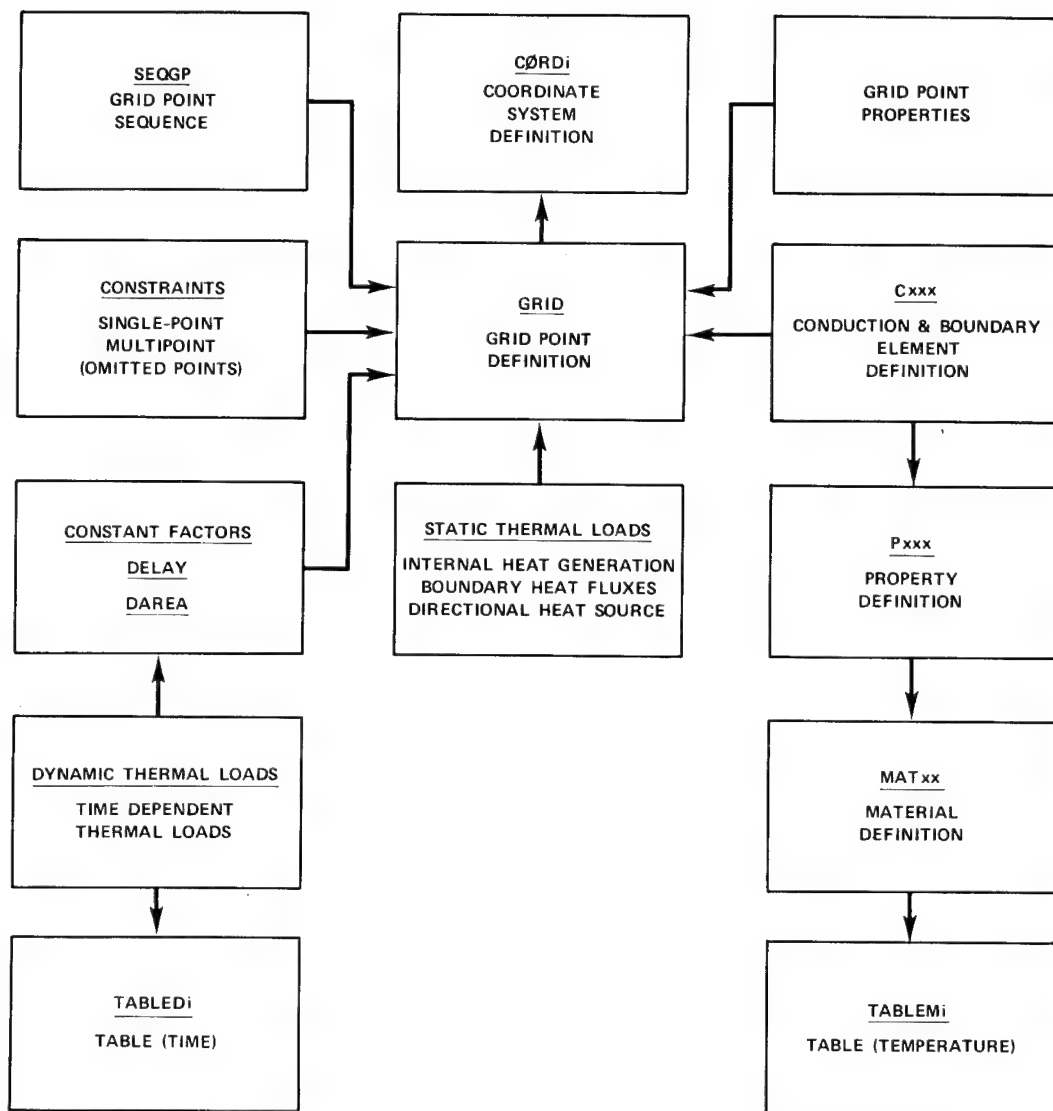 SEQGP
GRID POINT
SEQUENCE
CØRDi
COORDINATE
SYSTEM
DEFINITION
GRID POINT
PROPERTIES
CONSTRAINTS
SINGLE-POINT
MULTIPOINT
(OMITTED POINTS)
GRID
GRID POINT
DEFINITION
Cxxx
CONDUCTION & BOUNDARY
ELEMENT
DEFINITION
CONSTANT FACTORS
DELAY
DAREA
STATIC THERMAL LOADS
INTERNAL HEAT GENERATION
BOUNDARY HEAT FLUXES
DIRECTIONAL HEAT SOURCE
Pxxx
PROPERTY
DEFINITION
DYNAMIC THERMAL LOADS
TIME DEPENDENT
THERMAL LOADS
MATxx
MATERIAL
DEFINITION
TABLEDi
TABLE (TIME)
TABLEMi
TABLE (TEMPERATURE)